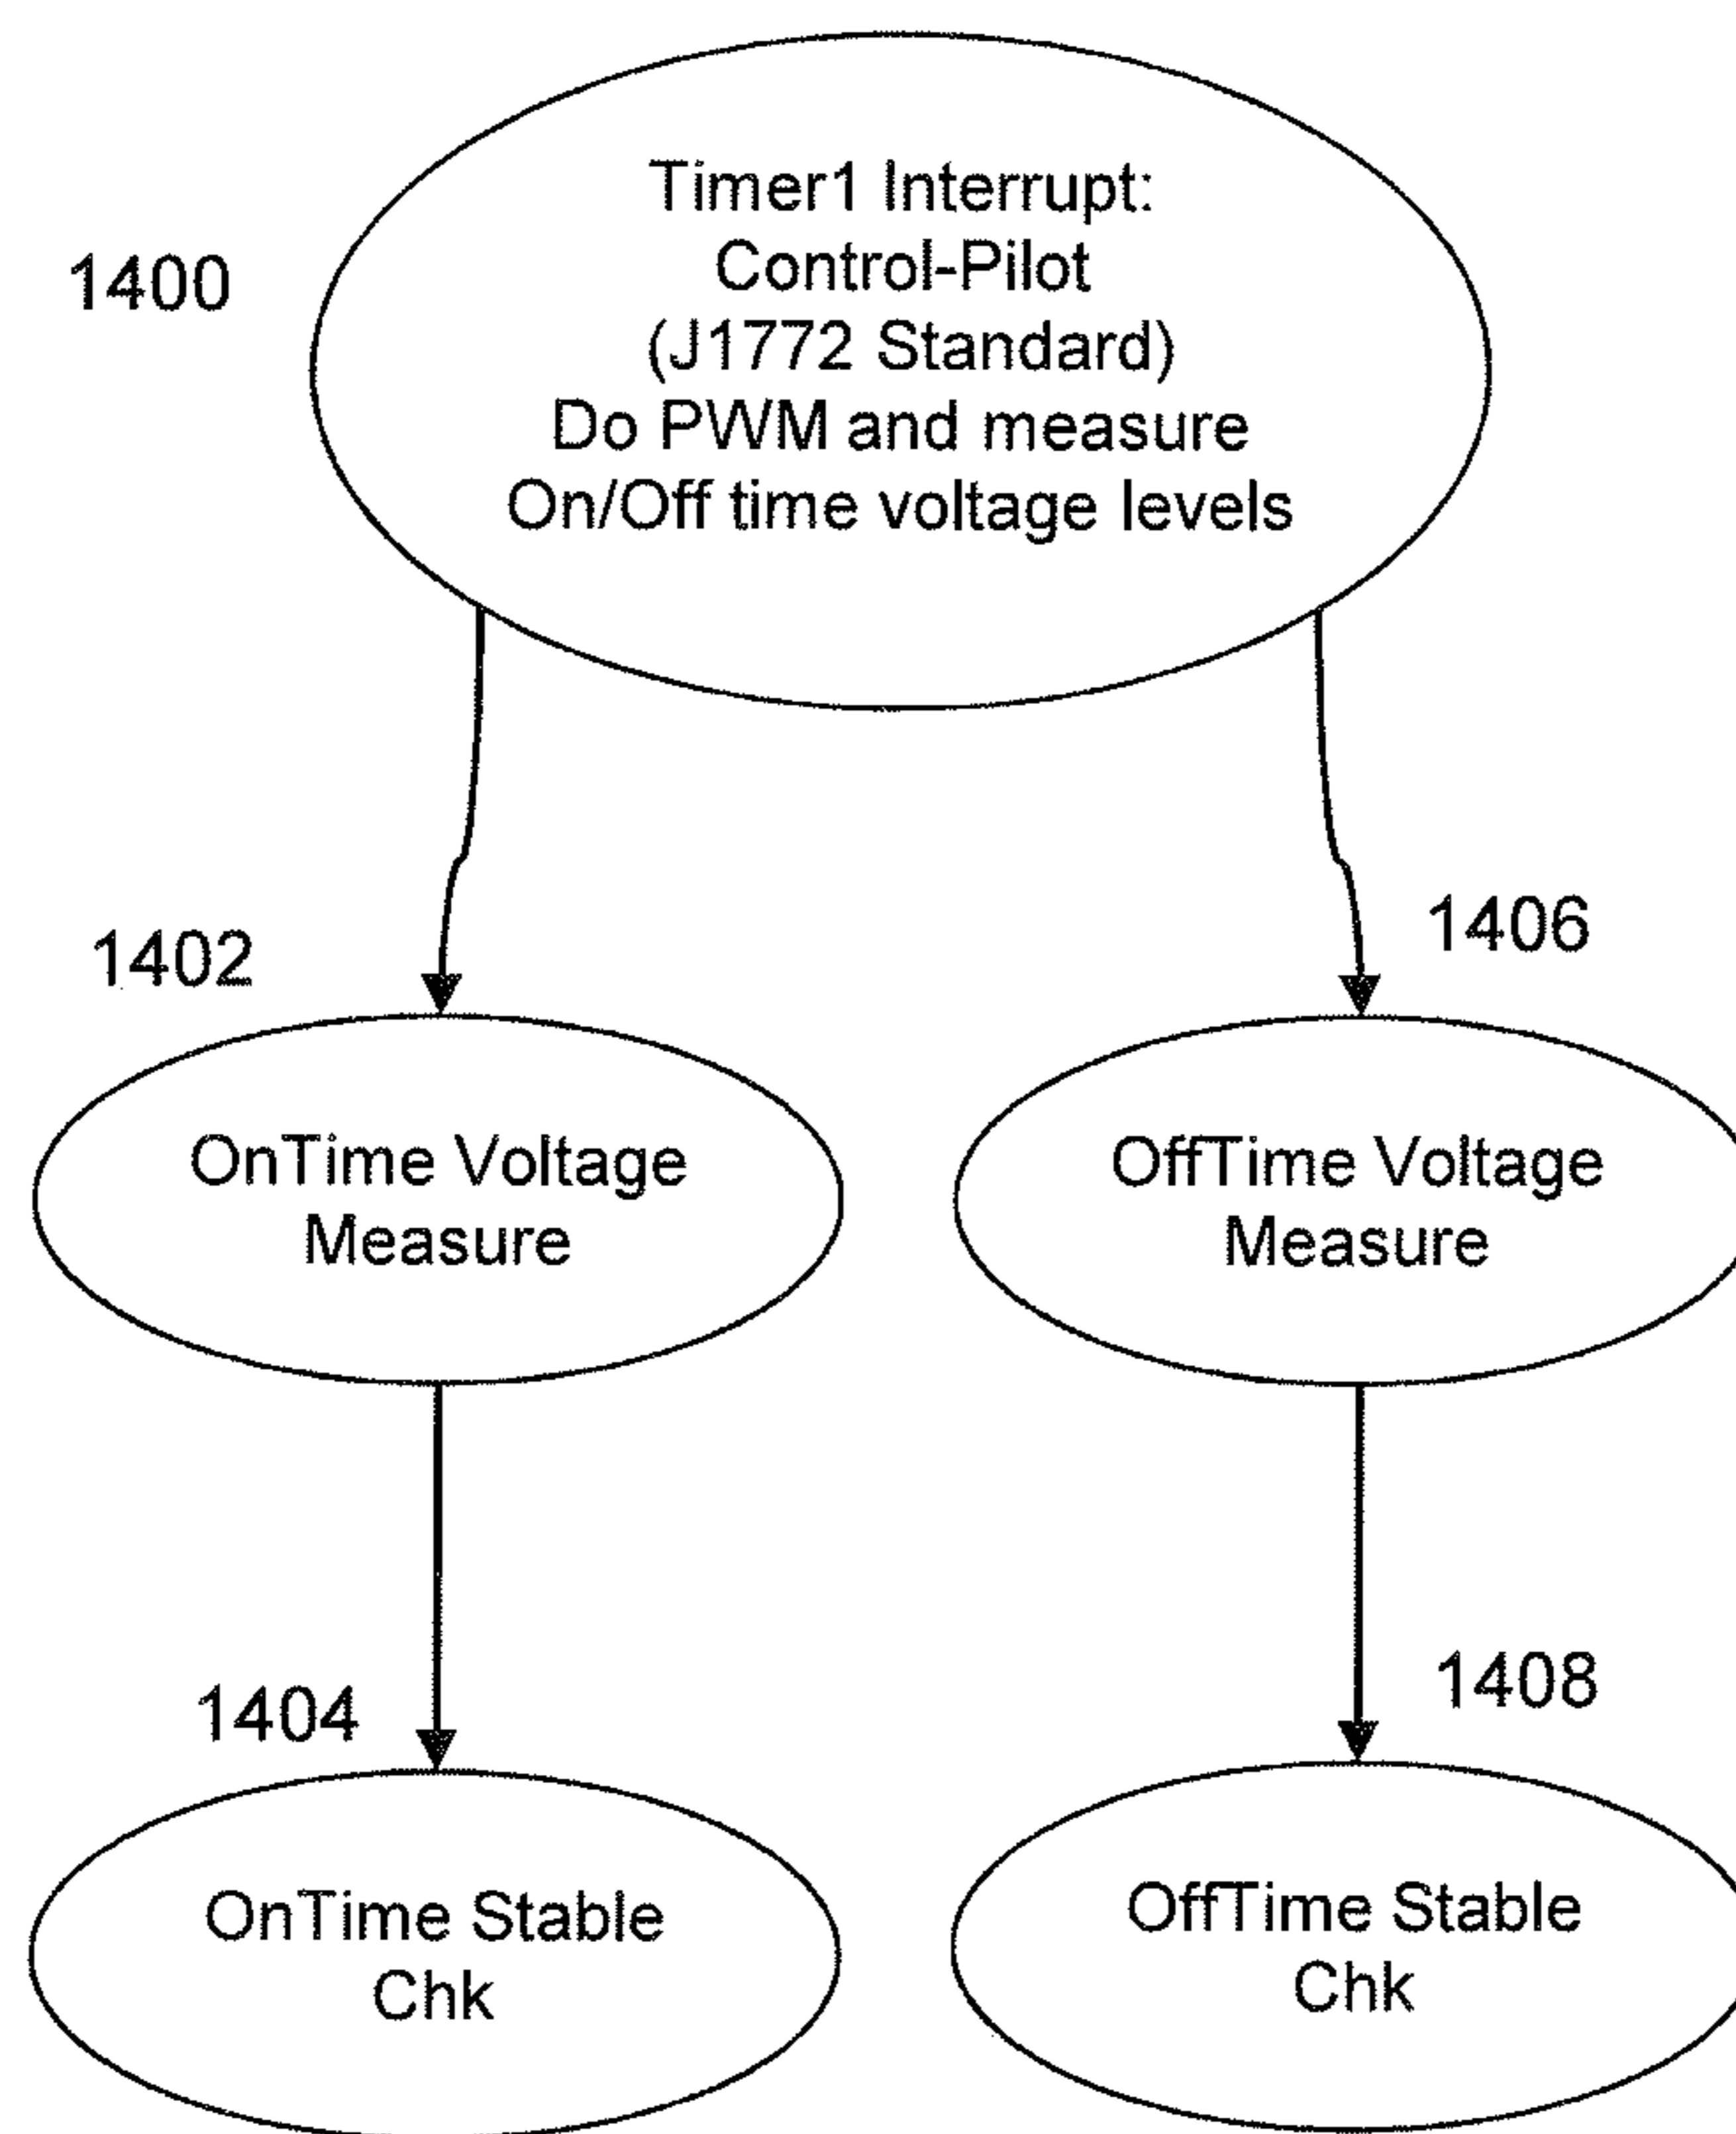 1400
Timer1 Interrupt:
Control-Pilot
(J1772 Standard)
Do PWM and measure
On/Off time voltage levels
1402
1406
OnTime Voltage
Measure
OffTime Voltage
Measure
1404
1408
OnTime Stable
Chk
OffTime Stable
Chk